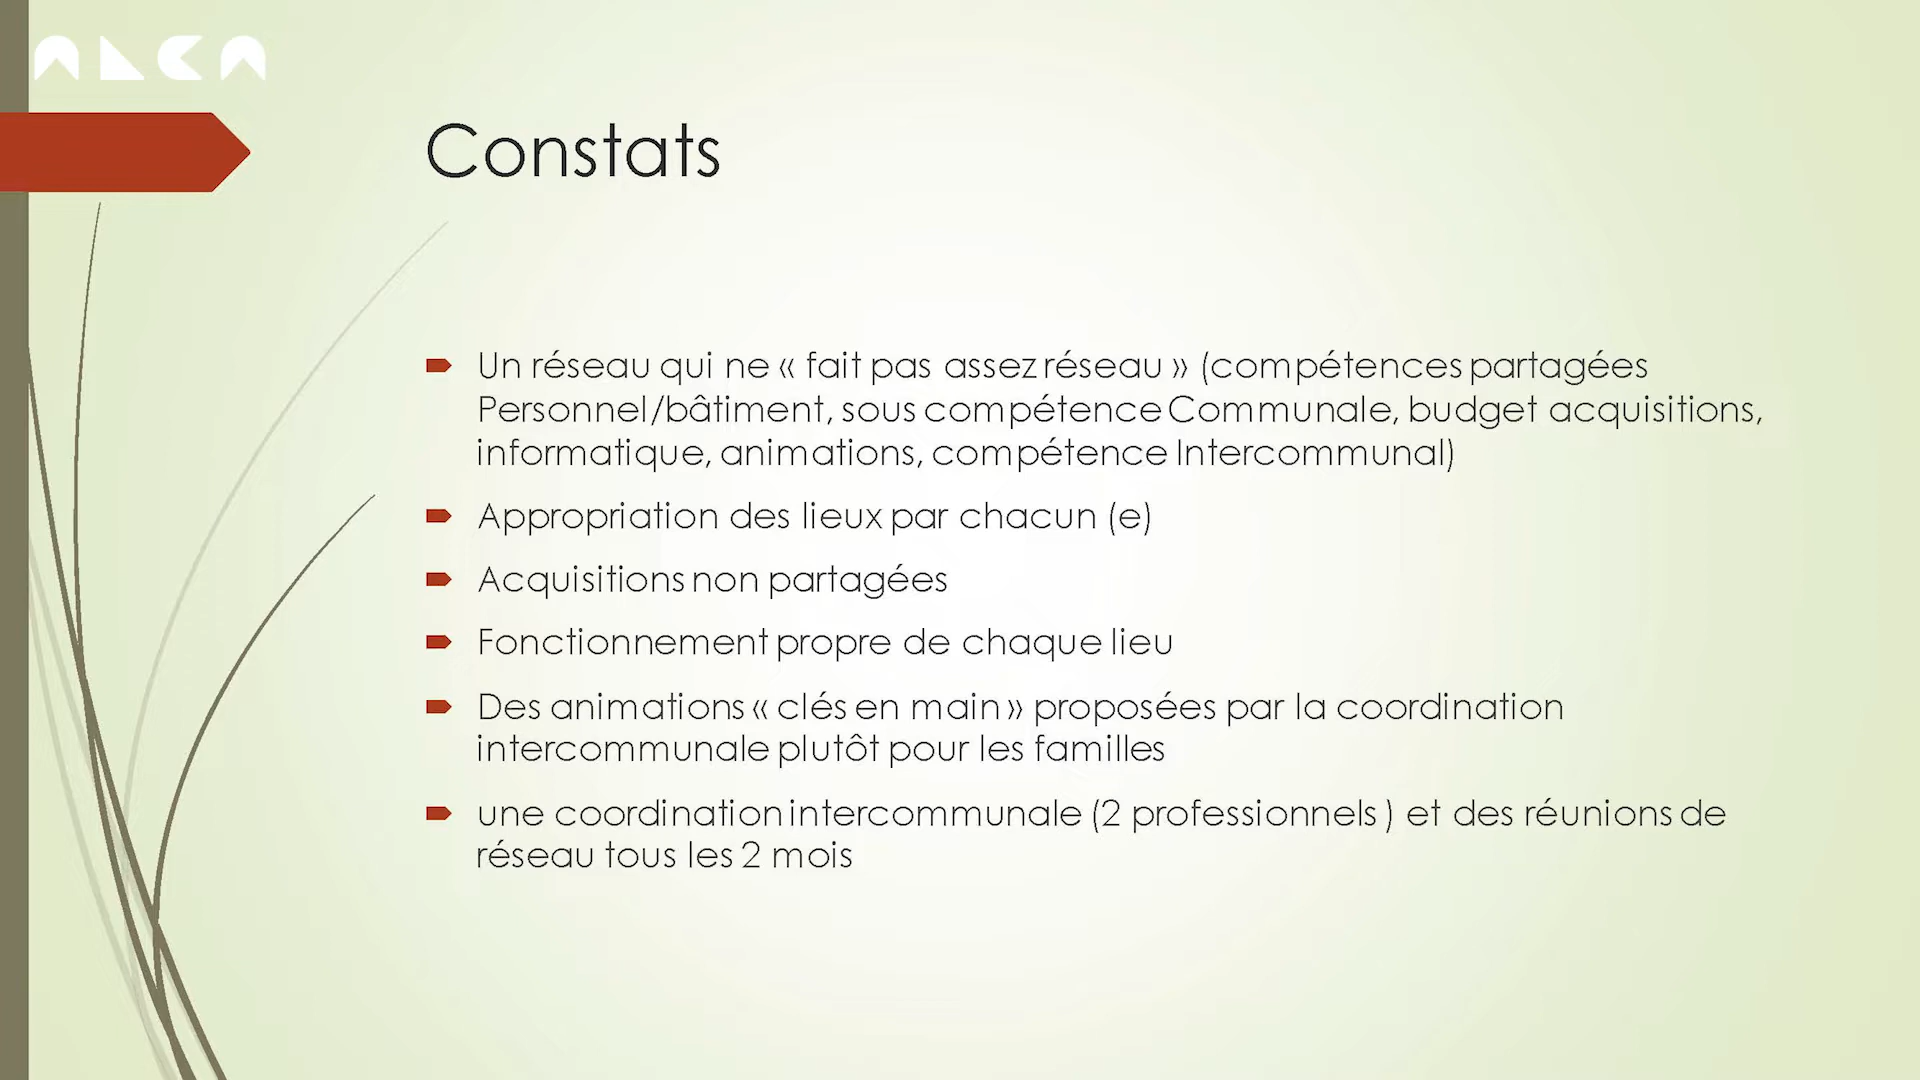 ALCA
Constats
Un réseau qui ne « fait pas assez réseau » (compétences partagées
Personnel/bâtiment, sous compétence Communale, budget acquisitions,
informatique, animations, compétence Intercommunal)
Appropriation des lieux par chacun (e)
Acquisitions non partagées
Fonctionnement propre de chaque lieu
Des animations « clés en main » proposées par la coordination
intercommunale plutôt pour les familles
une coordination intercommunale (2 professionnels ) et des réunions de
réseau tous les 2 mois